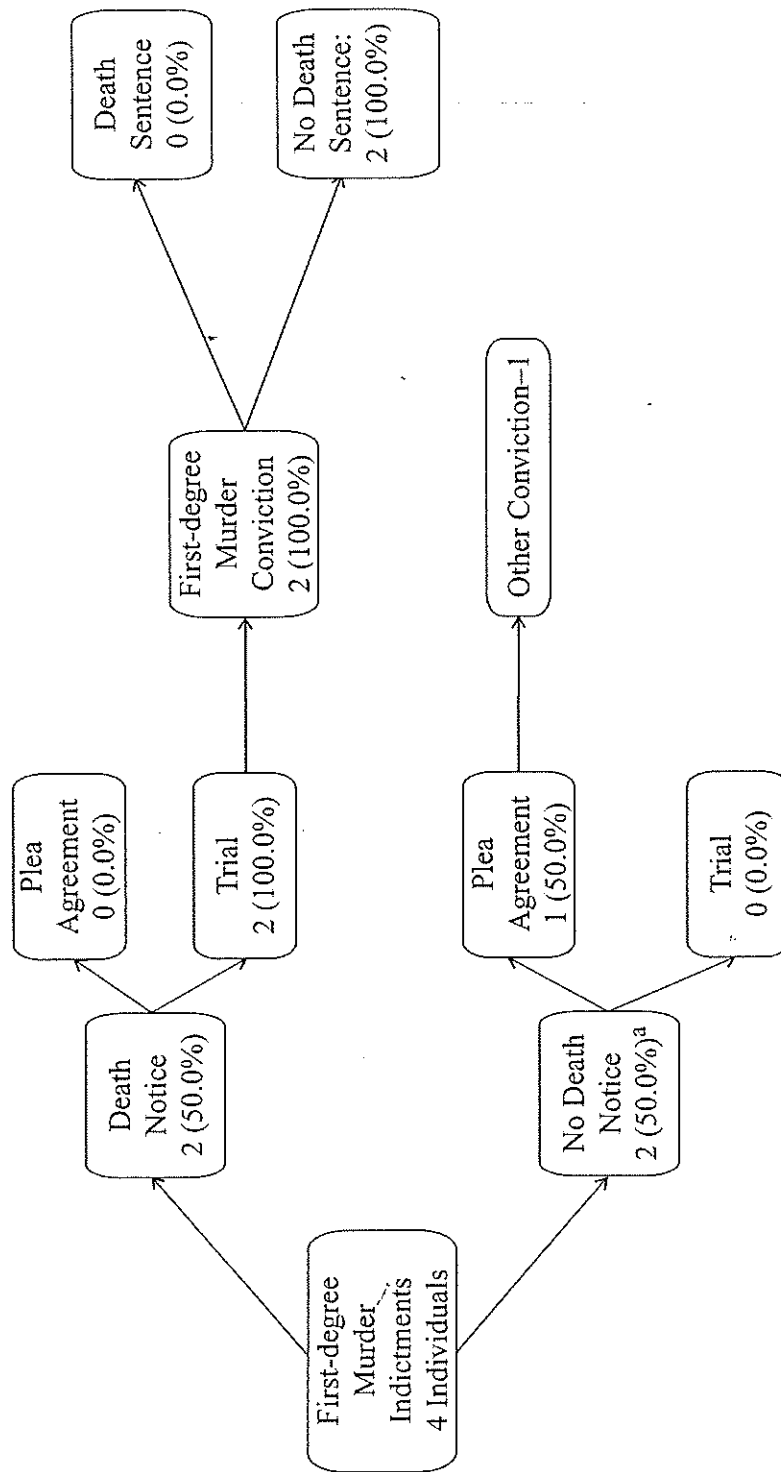 First-degree
Murder
Indictments
4 Individuals
Death
Notice
2 (50.0%)
No Death
Notice
2 (50.0%)a
Plea
Agreement
0 (0.0%)
Trial
2 (100.0%)
Plea
Agreement
1 (50.0%)
Trial
0 (0.0%)
First-degree
Murder
Conviction
2 (100.0%)
Other Conviction--1
Death
Sentence
0 (0.0%)
No Death
Sentence:
2 (100.0%)